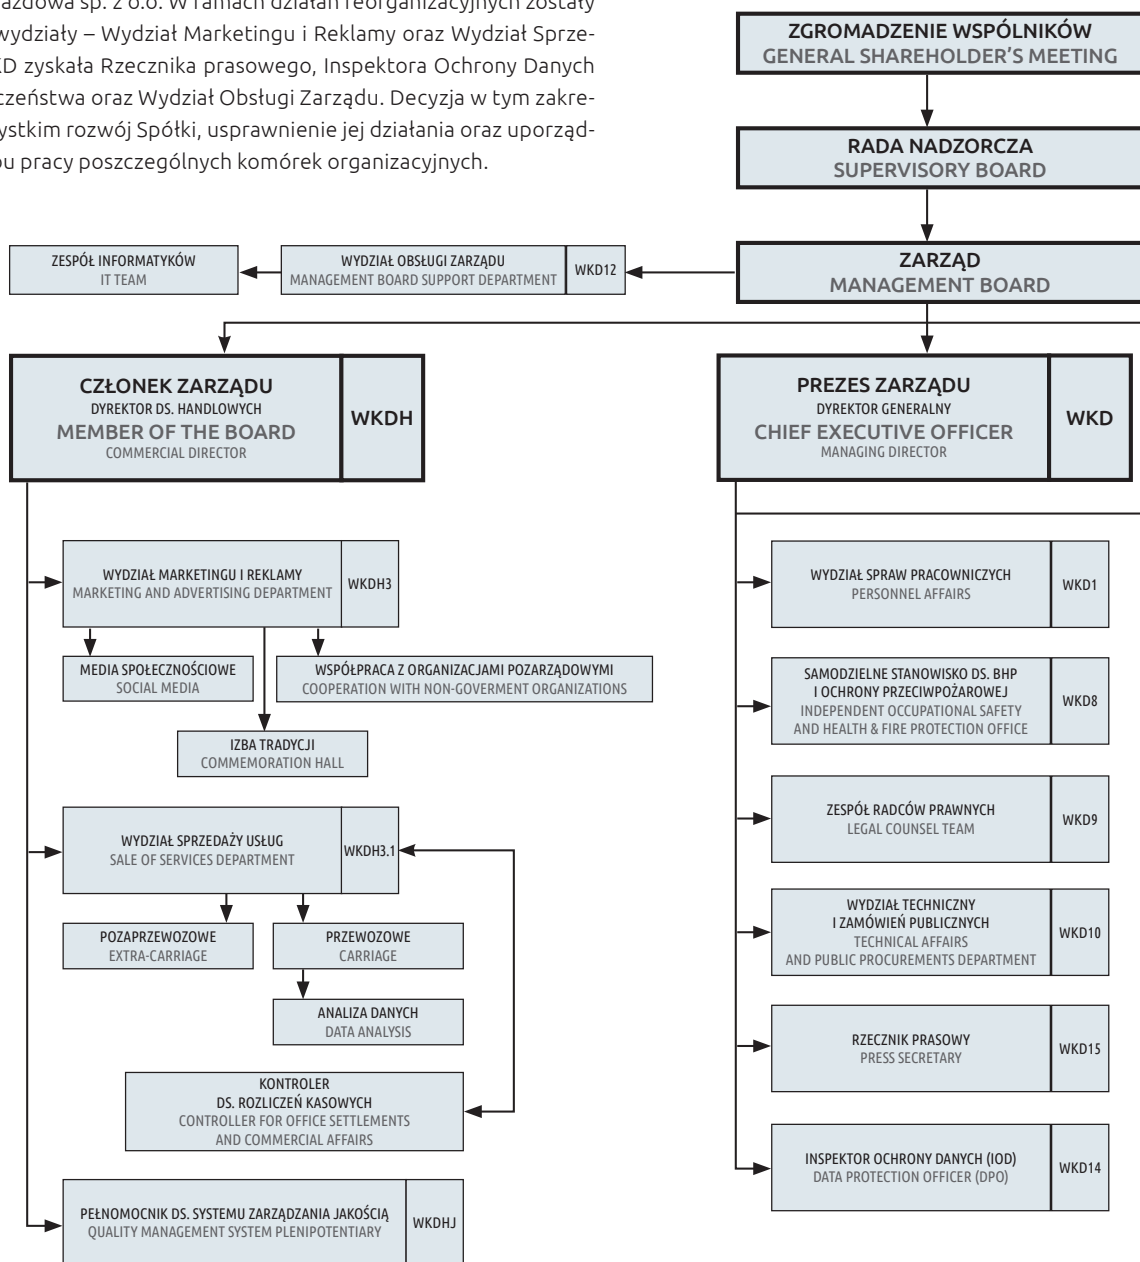 azdowa sp. z o.o. W ramach działań reorganizacyjnych zostały
wydziały – Wydział Marketingu i Reklamy oraz Wydział Sprze-
KD zyskała Rzecznika prasowego, Inspektora Ochrony Danych
czeństwa oraz Wydział Obsługi Zarządu. Decyzja w tym zakre-
ystkim rozwój Spółki, usprawnienie jej działania oraz uporząd-
bu pracy poszczególnych komórek organizacyjnych.
ZGROMADZENIE WSPÓLNIKÓW
GENERAL SHAREHOLDER'S MEETING
RADA NADZORCZA
SUPERVISORY BOARD
ZARZĄD
MANAGEMENT BOARD
WYDZIAŁ OBSŁUGI ZARZĄDU
MANAGEMENT BOARD SUPPORT DEPARTMENT
WKD12
ZESPÓŁ INFORMATYKÓW
IT TEAM
CZŁONEK ZARZĄDU
DYREKTOR DS. HANDLOWYCH
MEMBER OF THE BOARD
COMMERCIAL DIRECTOR
WKDH
WYDZIAŁ MARKETINGU I REKLAMY
MARKETING AND ADVERTISING DEPARTMENT
WKDH3
MEDIA SPOŁECZNOŚCIOWE
SOCIAL MEDIA
WSPÓŁPRACA Z ORGANIZACJAMI POZARZĄDOWYMI
COOPERATION WITH NON-GOVERMENT ORGANIZATIONS
IZBA TRADYCJI
COMMEMORATION HALL
WYDZIAŁ SPRZEDAŻY USŁUG
SALE OF SERVICES DEPARTMENT
WKDH3.1
POZAPRZEWOZOWE
EXTRA-CARRIAGE
PRZEWOZOWE
CARRIAGE
ANALIZA DANYCH
DATA ANALYSIS
KONTROLER
DS. ROZLICZEŃ KASOWYCH
CONTROLLER FOR OFFICE SETTLEMENTS
AND COMMERCIAL AFFAIRS
PEŁNOMOCNIK DS. SYSTEMU ZARZĄDZANIA JAKOŚCIĄ
QUALITY MANAGEMENT SYSTEM PLENIPOTENTIARY
WKDHJ
PREZES ZARZĄDU
DYREKTOR GENERALNY
CHIEF EXECUTIVE OFFICER
MANAGING DIRECTOR
WKD
WYDZIAŁ SPRAW PRACOWNICZYCH
PERSONNEL AFFAIRS
WKD1
SAMODZIELNE STANOWISKO DS. BHP
I OCHRONY PRZECIWPOŻAROWEJ
INDEPENDENT OCCUPATIONAL SAFETY
AND HEALTH & FIRE PROTECTION OFFICE
WKD8
ZESPÓŁ RADCÓW PRAWNYCH
LEGAL COUNSEL TEAM
WKD9
WYDZIAŁ TECHNICZNY
I ZAMÓWIEŃ PUBLICZNYCH
TECHNICAL AFFAIRS
AND PUBLIC PROCUREMENTS DEPARTMENT
WKD10
RZECZNIK PRASOWY
PRESS SECRETARY
WKD15
INSPEKTOR OCHRONY DANYCH (IOD)
DATA PROTECTION OFFICER (DPO)
WKD14